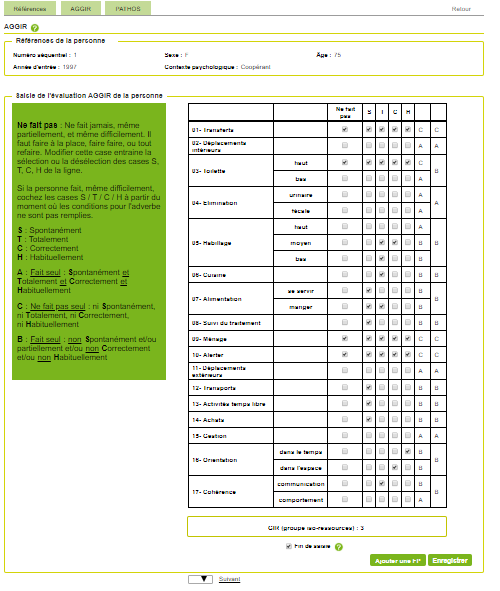 Références AGGIR PATHOS Retour
AGGIR ?
Références de la personne
Numéro séquentiel : 1 Sexe : F Âge : 75
Année d'entrée : 1997 Contexte psychologique : Coopérant
Saisie de l'évaluation AGGIR de la personne
Ne fait pas : Ne fait jamais, même
partiellement, et même difficilement. Il
faut faire à la place, faire faire, ou tout
refaire. Modifier cette case entraine la
sélection ou la désélection des cases S,
T, C, H de la ligne.
Si la personne fait, même difficilement,
cochez les cases S / T / C / H à partir du
moment où les conditions pour l'adverbe
ne sont pas remplies.
S : Spontanément
T : Totalement
C : Correctement
H : Habituellement
A : Fait seul : Spontanément et
Totalement et Correctement et
Habituellement
C : Ne fait pas seul : ni Spontanément,
ni Totalement, ni Correctement,
ni Habituellement
B : Fait seul : non Spontanément et/ou
partiellement et/ou non Correctement
et/ou non Habituellement
Ne fait pas S T C H
01- Transferts C C
02- Déplacements intérieurs A A
03- Toilette haut C C
bas A
04- Elimination urinaire A A
fécale A
05- Habillage haut A B
moyen B
bas B
06- Cuisine B B
07- Alimentation se servir B B
manger B
08- Suivi du traitement B B
09- Ménage C C
10- Alerter C C
11- Déplacements extérieurs A A
12- Transports B B
13- Activités temps libre B B
14- Achats B B
15- Gestion A A
16- Orientation dans le temps B B
dans l'espace B
17- Cohérence communication B B
comportement A
GIR (groupe iso-ressources) : 3
Fin de saisie ?
Ajouter une FP Enregistrer
Suivant